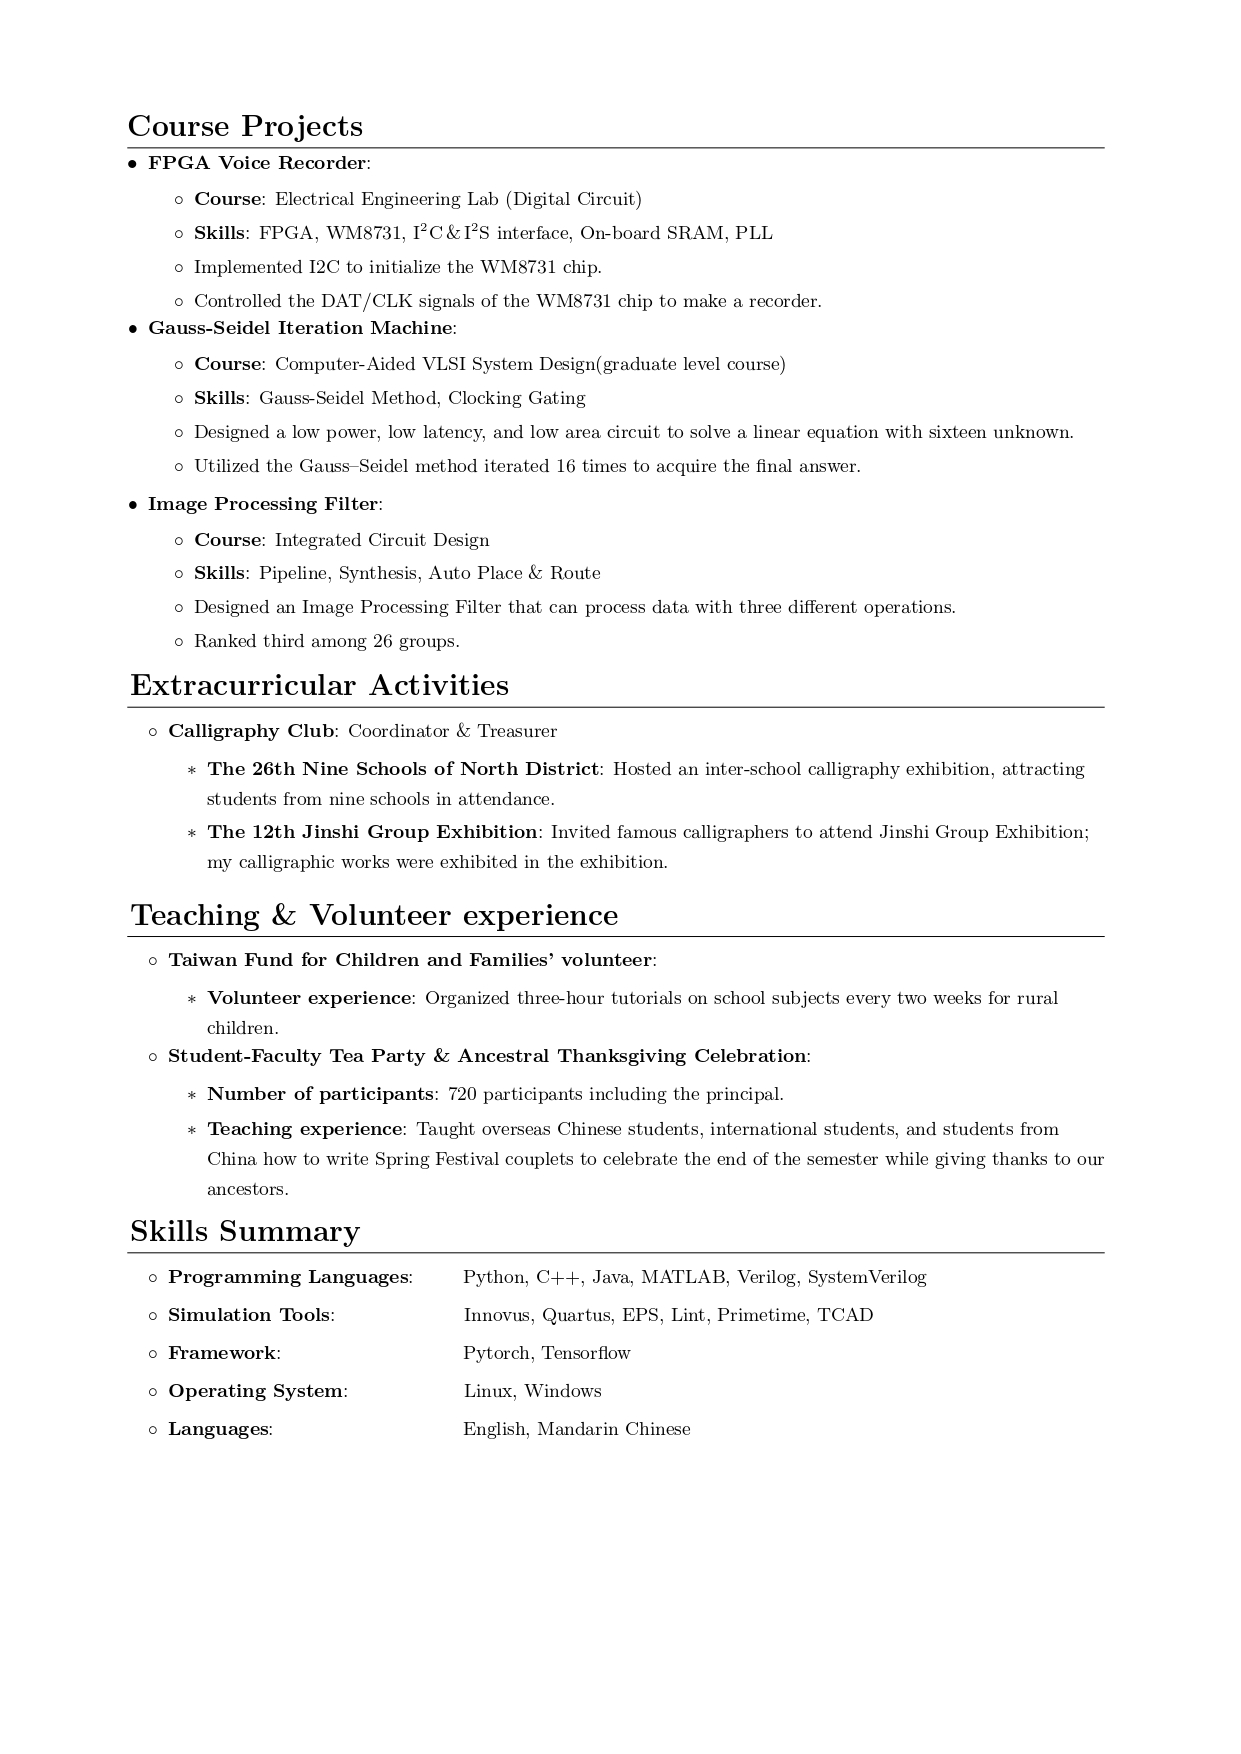 Course Projects
• FPGA Voice Recorder:
◦ Course: Electrical Engineering Lab (Digital Circuit)
◦ Skills: FPGA, WM8731, I²C & I²S interface, On-board SRAM, PLL
◦ Implemented I2C to initialize the WM8731 chip.
◦ Controlled the DAT/CLK signals of the WM8731 chip to make a recorder.
• Gauss-Seidel Iteration Machine:
◦ Course: Computer-Aided VLSI System Design(graduate level course)
◦ Skills: Gauss-Seidel Method, Clocking Gating
◦ Designed a low power, low latency, and low area circuit to solve a linear equation with sixteen unknown.
◦ Utilized the Gauss–Seidel method iterated 16 times to acquire the final answer.
• Image Processing Filter:
◦ Course: Integrated Circuit Design
◦ Skills: Pipeline, Synthesis, Auto Place & Route
◦ Designed an Image Processing Filter that can process data with three different operations.
◦ Ranked third among 26 groups.
Extracurricular Activities
◦ Calligraphy Club: Coordinator & Treasurer
∗ The 26th Nine Schools of North District: Hosted an inter-school calligraphy exhibition, attracting
students from nine schools in attendance.
∗ The 12th Jinshi Group Exhibition: Invited famous calligraphers to attend Jinshi Group Exhibition;
my calligraphic works were exhibited in the exhibition.
Teaching & Volunteer experience
◦ Taiwan Fund for Children and Families' volunteer:
∗ Volunteer experience: Organized three-hour tutorials on school subjects every two weeks for rural
children.
◦ Student-Faculty Tea Party & Ancestral Thanksgiving Celebration:
∗ Number of participants: 720 participants including the principal.
∗ Teaching experience: Taught overseas Chinese students, international students, and students from
China how to write Spring Festival couplets to celebrate the end of the semester while giving thanks to our
ancestors.
Skills Summary
◦ Programming Languages: Python, C++, Java, MATLAB, Verilog, SystemVerilog
◦ Simulation Tools: Innovus, Quartus, EPS, Lint, Primetime, TCAD
◦ Framework: Pytorch, Tensorflow
◦ Operating System: Linux, Windows
◦ Languages: English, Mandarin Chinese